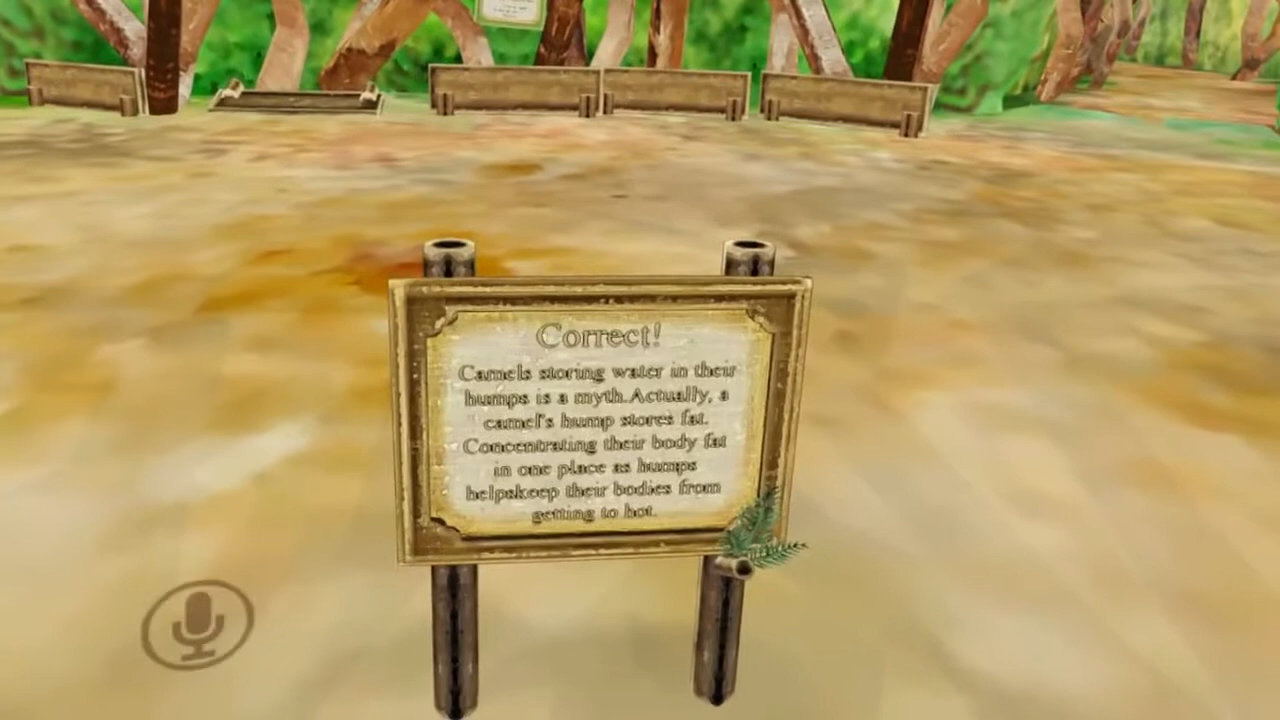 Correct!
Camels storing water in their
humps is a myth.Actually, a
camel's hump stores fat.
Concentrating their body fat
in one place as humps
helpskeep their bodies from
getting to hot.